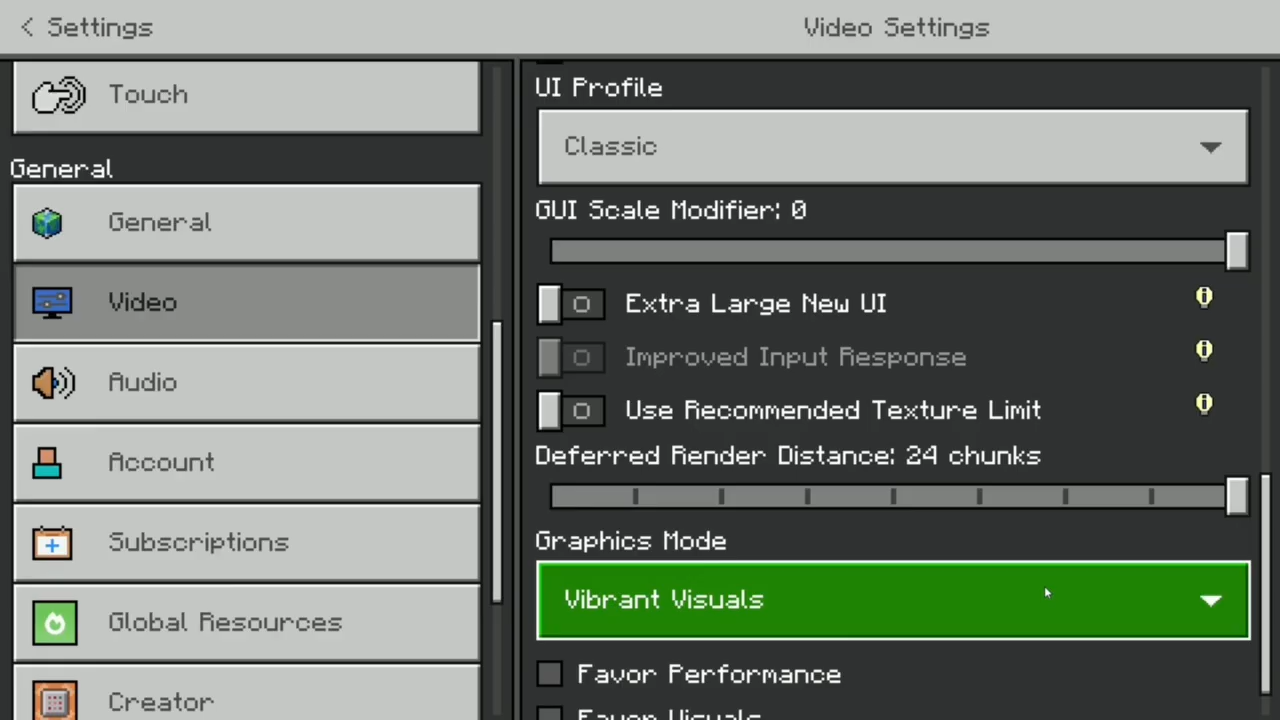 Settings
Video Settings
Touch
General
General
Video
Audio
Account
Subscriptions
Global Resources
Creator
UI Profile
Classic
GUI Scale Modifier: 0
Extra Large New UI
Improved Input Response
Use Recommended Texture Limit
Deferred Render Distance: 24 chunks
Graphics Mode
Vibrant Visuals
Favor Performance
Favor Visuals